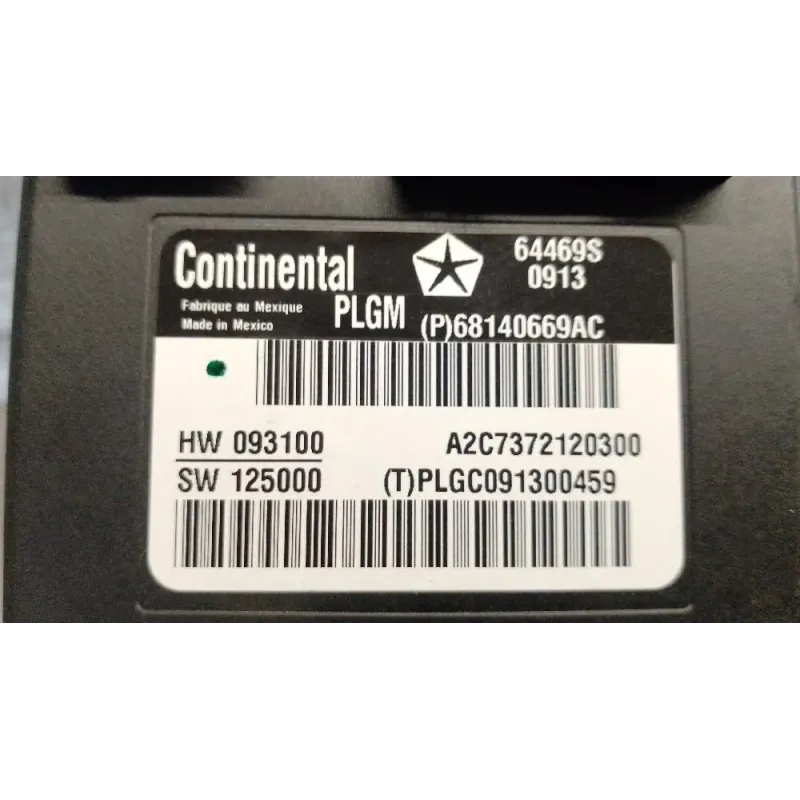 Continental
64469S
0913
Fabrique au Mexique
Made in Mexico
PLGM
(P)68140669AC
HW 093100
A2C7372120300
SW 125000
(T)PLGC091300459